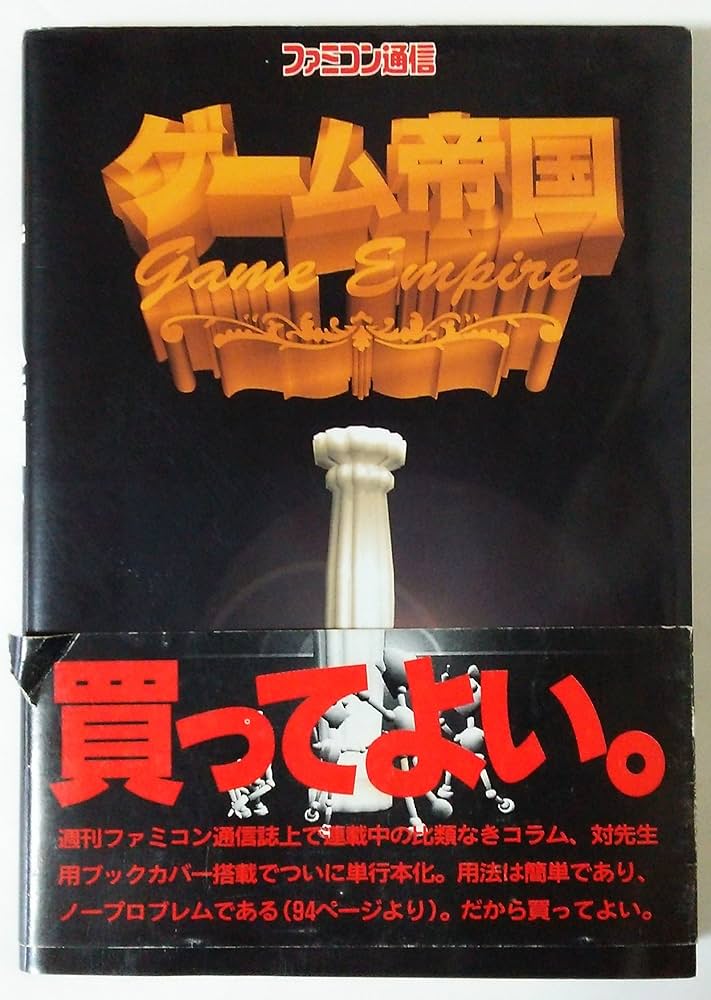 ファミコン通信
ゲーム帝国
Game Empire
買ってよい。
週刊ファミコン通信誌上で連載中の比類なきコラム、対先生
用ブックカバー搭載でついに単行本化。用法は簡単であり、
ノープロブレムである(94ページより)。だから買ってよい。